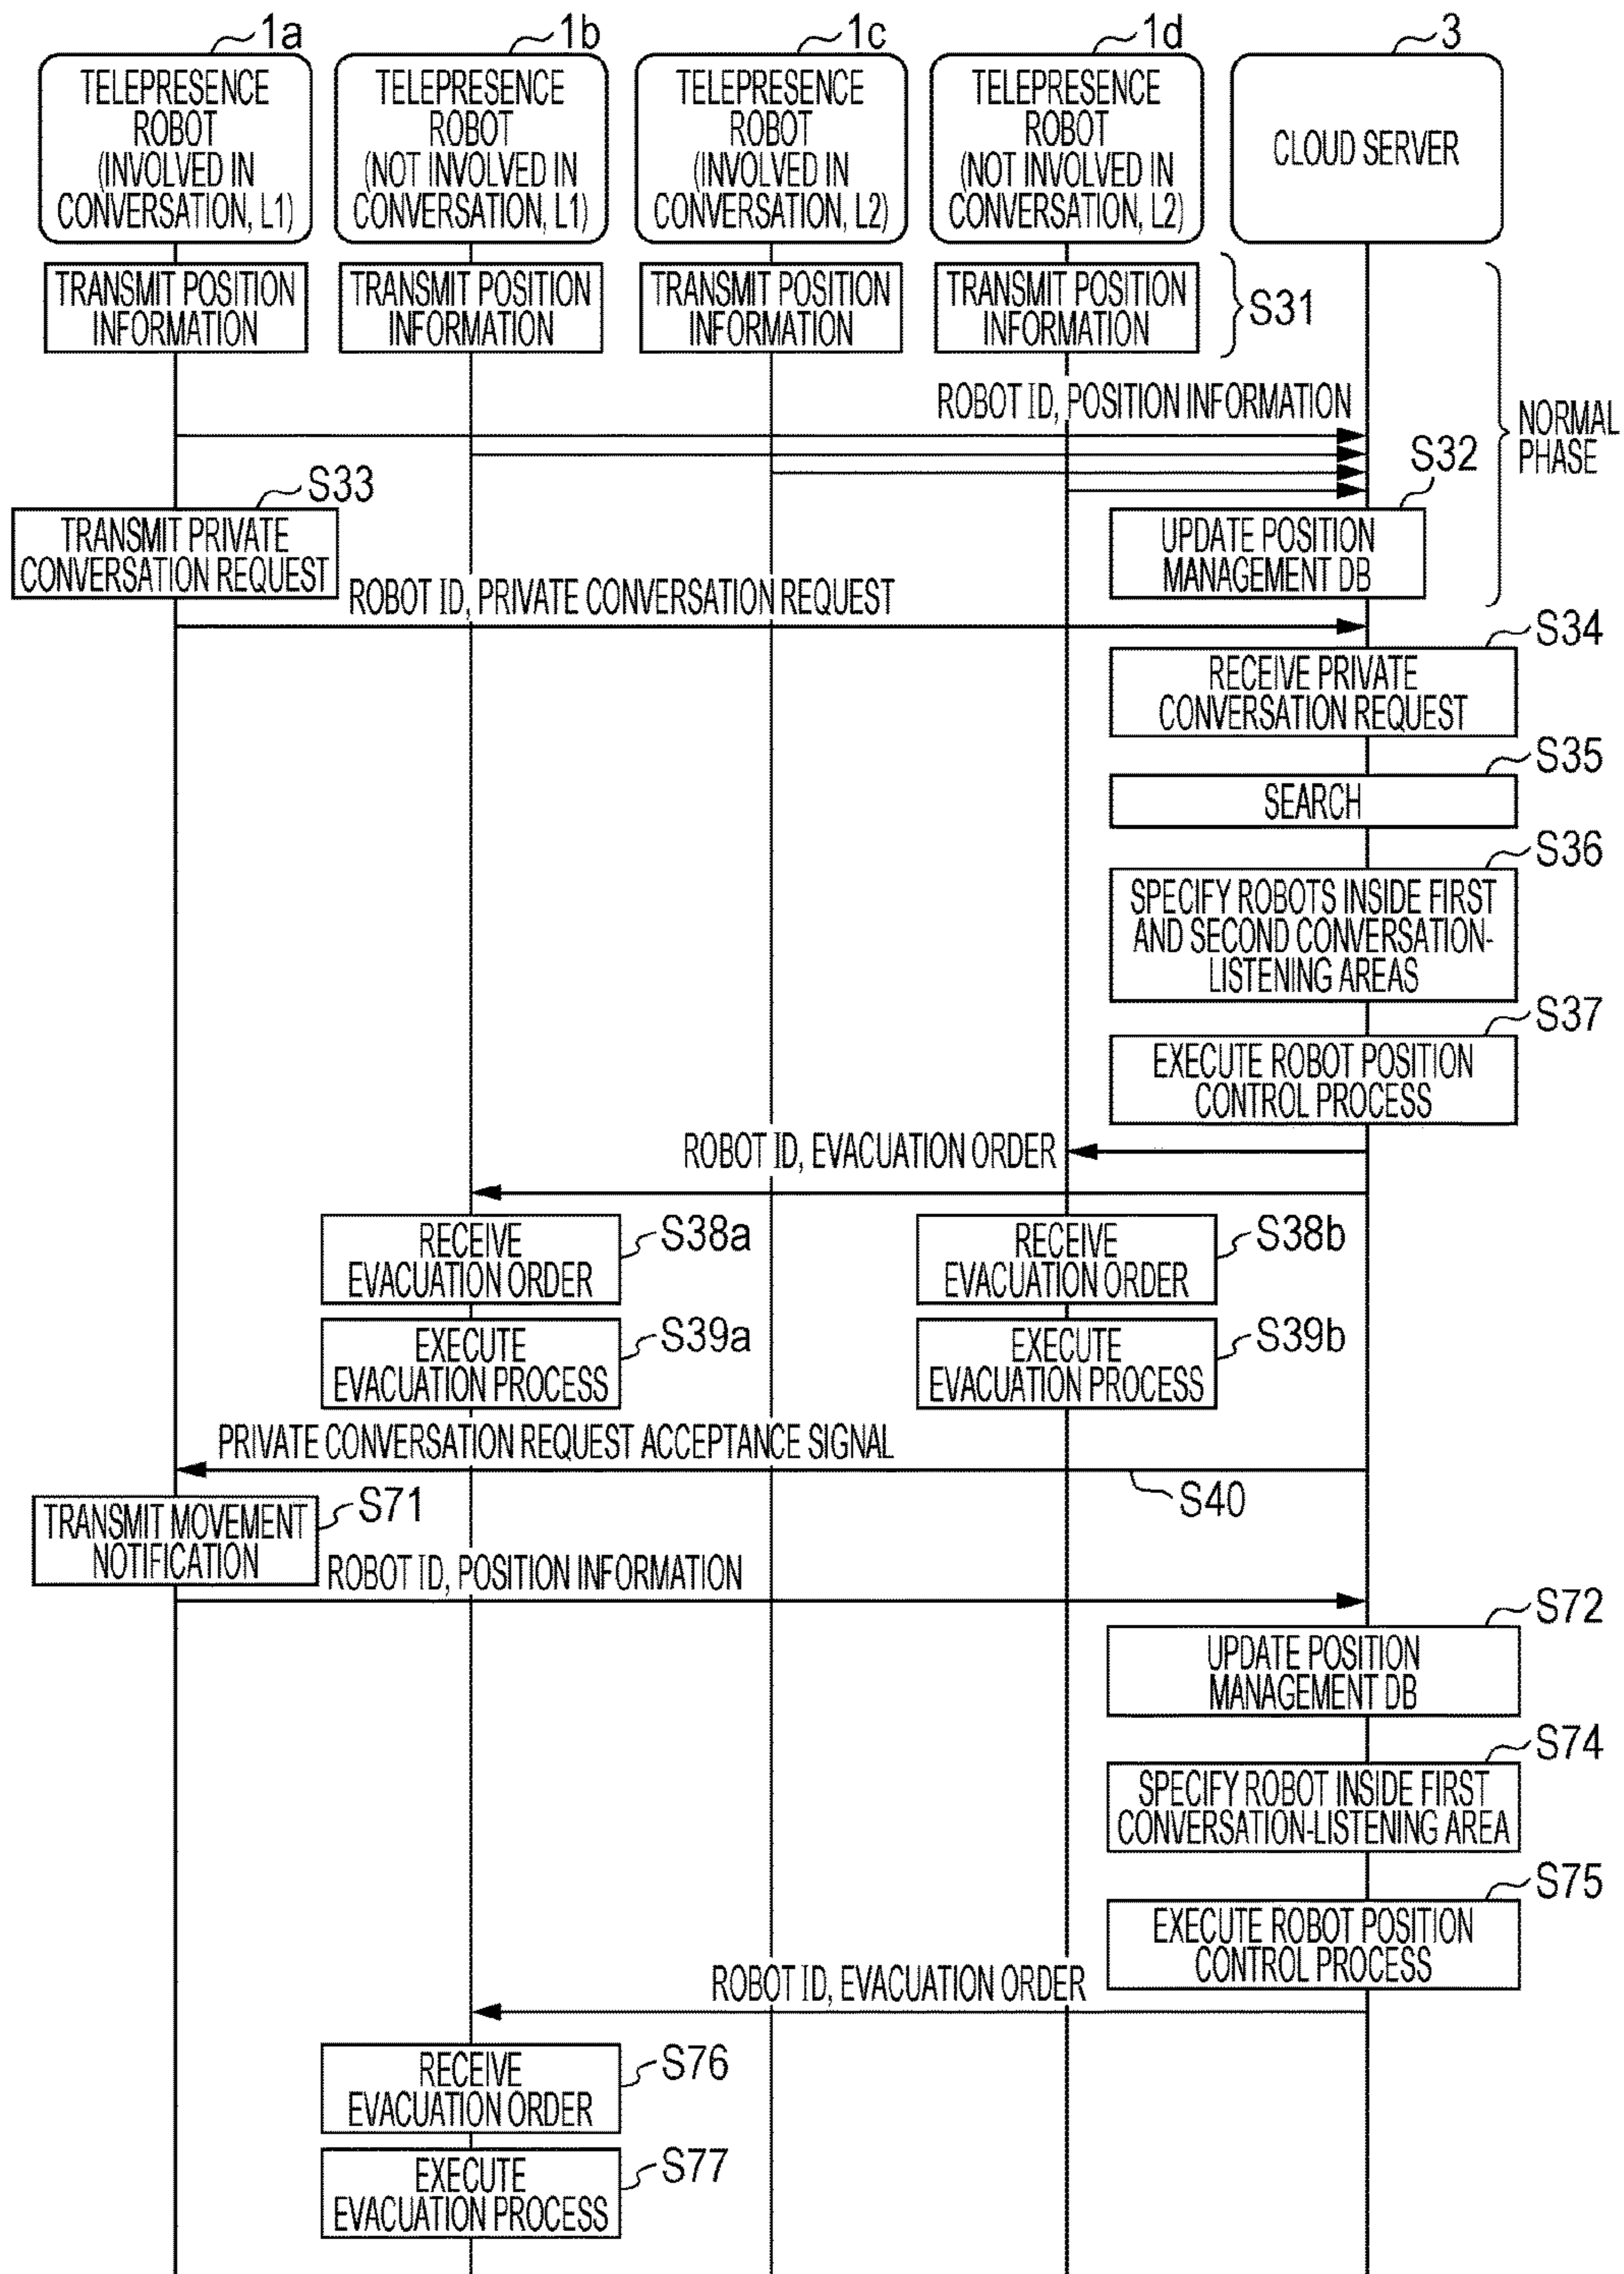 1a
1b
1c
1d
3
TELEPRESENCE
ROBOT
(INVOLVED IN
CONVERSATION, L1)
TELEPRESENCE
ROBOT
(NOT INVOLVED IN
CONVERSATION, L1)
TELEPRESENCE
ROBOT
(INVOLVED IN
CONVERSATION, L2)
TELEPRESENCE
ROBOT
(NOT INVOLVED IN
CONVERSATION, L2)
CLOUD SERVER
TRANSMIT POSITION
INFORMATION
TRANSMIT POSITION
INFORMATION
TRANSMIT POSITION
INFORMATION
TRANSMIT POSITION
INFORMATION
S31
ROBOT ID, POSITION INFORMATION
NORMAL
PHASE
S32
UPDATE POSITION
MANAGEMENT DB
S33
TRANSMIT PRIVATE
CONVERSATION REQUEST
ROBOT ID, PRIVATE CONVERSATION REQUEST
S34
RECEIVE PRIVATE
CONVERSATION REQUEST
S35
SEARCH
S36
SPECIFY ROBOTS INSIDE FIRST
AND SECOND CONVERSATION-
LISTENING AREAS
S37
EXECUTE ROBOT POSITION
CONTROL PROCESS
ROBOT ID, EVACUATION ORDER
RECEIVE
EVACUATION ORDER
S38a
RECEIVE
EVACUATION ORDER
S38b
EXECUTE
EVACUATION PROCESS
S39a
EXECUTE
EVACUATION PROCESS
S39b
PRIVATE CONVERSATION REQUEST ACCEPTANCE SIGNAL
S40
TRANSMIT MOVEMENT
NOTIFICATION
S71
ROBOT ID, POSITION INFORMATION
S72
UPDATE POSITION
MANAGEMENT DB
S74
SPECIFY ROBOT INSIDE FIRST
CONVERSATION-LISTENING AREA
S75
EXECUTE ROBOT POSITION
CONTROL PROCESS
ROBOT ID, EVACUATION ORDER
RECEIVE
EVACUATION ORDER
S76
EXECUTE
EVACUATION PROCESS
S77